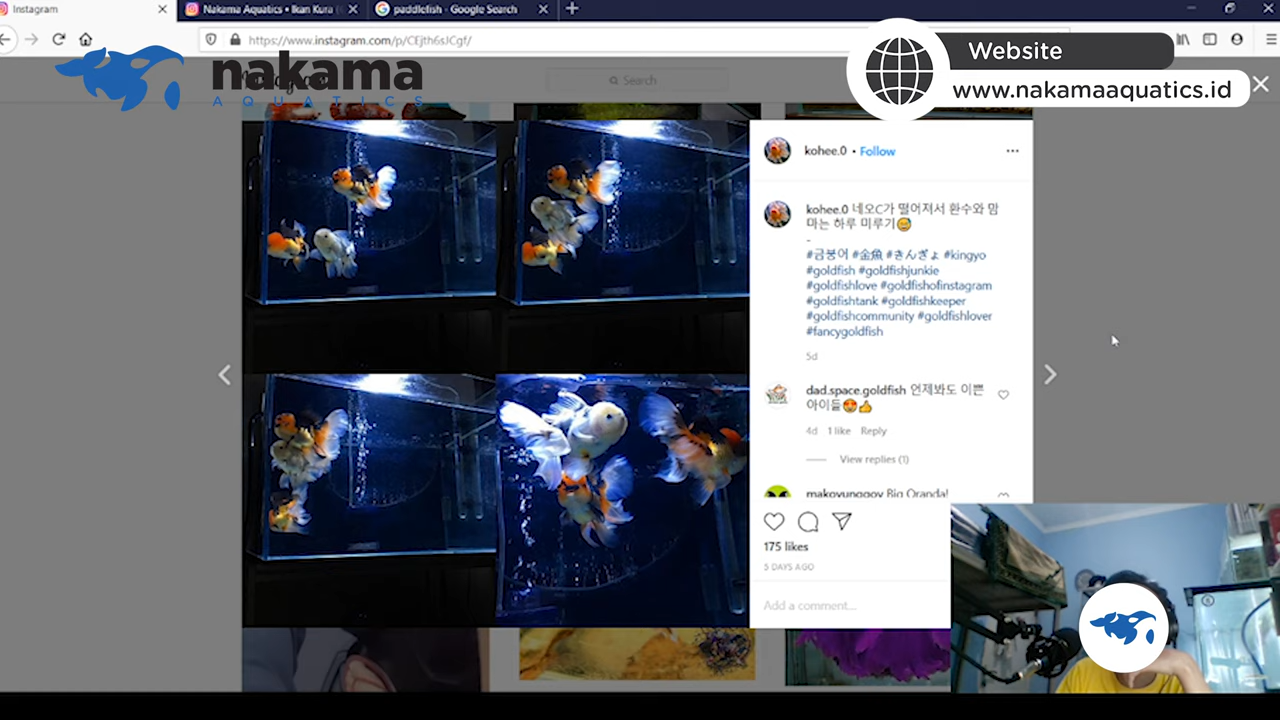 Instagram
Nakama Aquatics • Ikan Kura (
paddlefish - Google Search
https://www.instagram.com/p/CEjth6sJCgf/
nakama
AQUATICS
Search
Website
www.nakamaaquatics.id
kohee.0 • Follow
kohee.0 네오C가 떨어져서 환수와 맘
마는 하루 미루기😅
-
#금붕어 #金魚 #きんぎょ #kingyo
#goldfish #goldfishjunkie
#goldfishlove #goldfishofinstagram
#goldfishtank #goldfishkeeper
#goldfishcommunity #goldfishlover
#fancygoldfish
5d
dad.space.goldfish 언제봐도 이쁜
아이들😍👍
4d 1 like Reply
View replies (1)
Big Oranda!
175 likes
5 DAYS AGO
Add a comment...